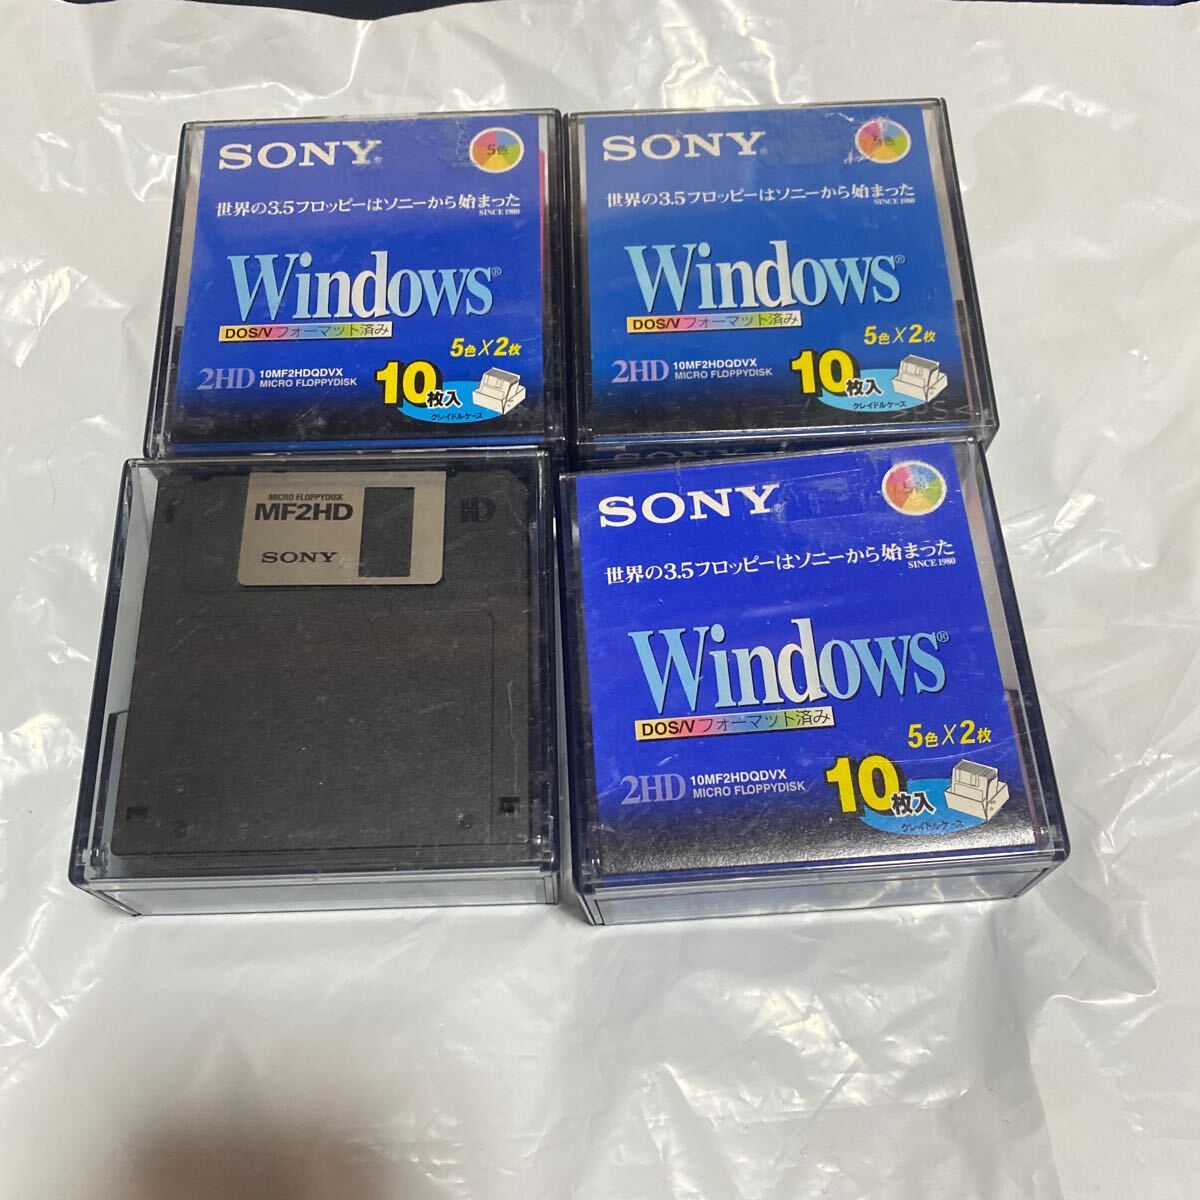 SONY
5色
世界の3.5フロッピーはソニーから始まった
SINCE 1980
Windows®
DOS/V フォーマット済み
5色×2枚
2HD 10MF2HDQDVX
MICRO FLOPPYDISK
10枚入
クレイドルケース
SONY
5色
世界の3.5フロッピーはソニーから始まった
SINCE 1980
Windows®
DOS/V フォーマット済み
5色×2枚
2HD 10MF2HDQDVX
MICRO FLOPPYDISK
10枚入
クレイドルケース
MICRO FLOPPYDISK
MF2HD
SONY
HD
SONY
SONY
5色
世界の3.5フロッピーはソニーから始まった
SINCE 1980
Windows®
DOS/V フォーマット済み
5色×2枚
2HD 10MF2HDQDVX
MICRO FLOPPYDISK
10枚入
クレイドルケース